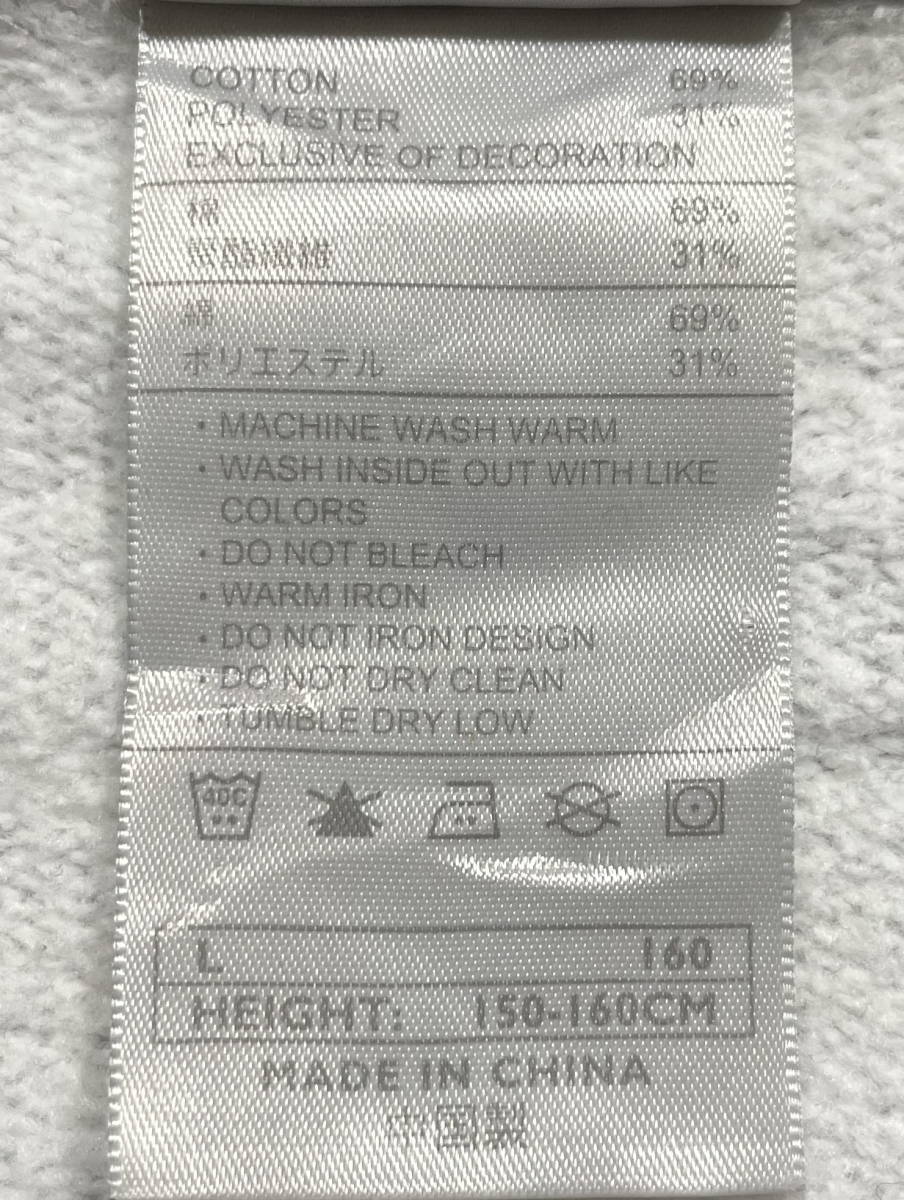 COTTON 69%
POLYESTER 31%
EXCLUSIVE OF DECORATION
棉 69%
聚酯纖維 31%
綿 69%
ポリエステル 31%
・MACHINE WASH WARM
・WASH INSIDE OUT WITH LIKE
COLORS
・DO NOT BLEACH
・WARM IRON
・DO NOT IRON DESIGN
・DO NOT DRY CLEAN
・TUMBLE DRY LOW
40C
L 160
HEIGHT: 150-160CM
MADE IN CHINA
中国製